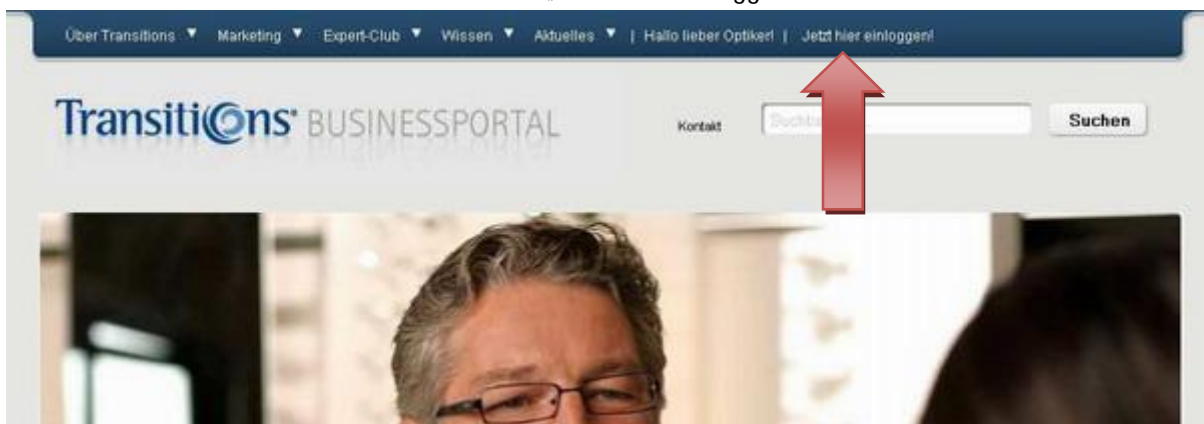 Über Transitions ▼ Marketing ▼ Expert-Club ▼ Wissen ▼ Aktuelles ▼ | Hallo lieber Optiker! | Jetzt hier einloggen!
Transitions® BUSINESSPORTAL
Kontakt
Suchen